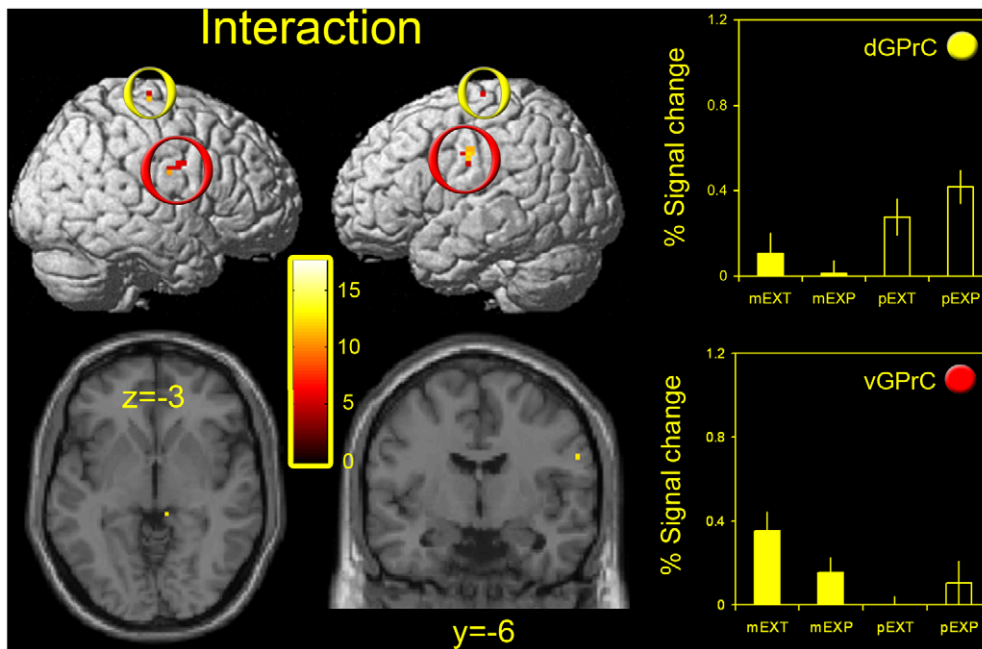 Interaction
15
10
5
0
z=-3
y=-6
% Signal change
1.2
0.8
0.4
0
dGPrC
mEXT mEXP pEXT pEXP
% Signal change
1.2
0.8
0.4
0
vGPrC
mEXT mEXP pEXT pEXP